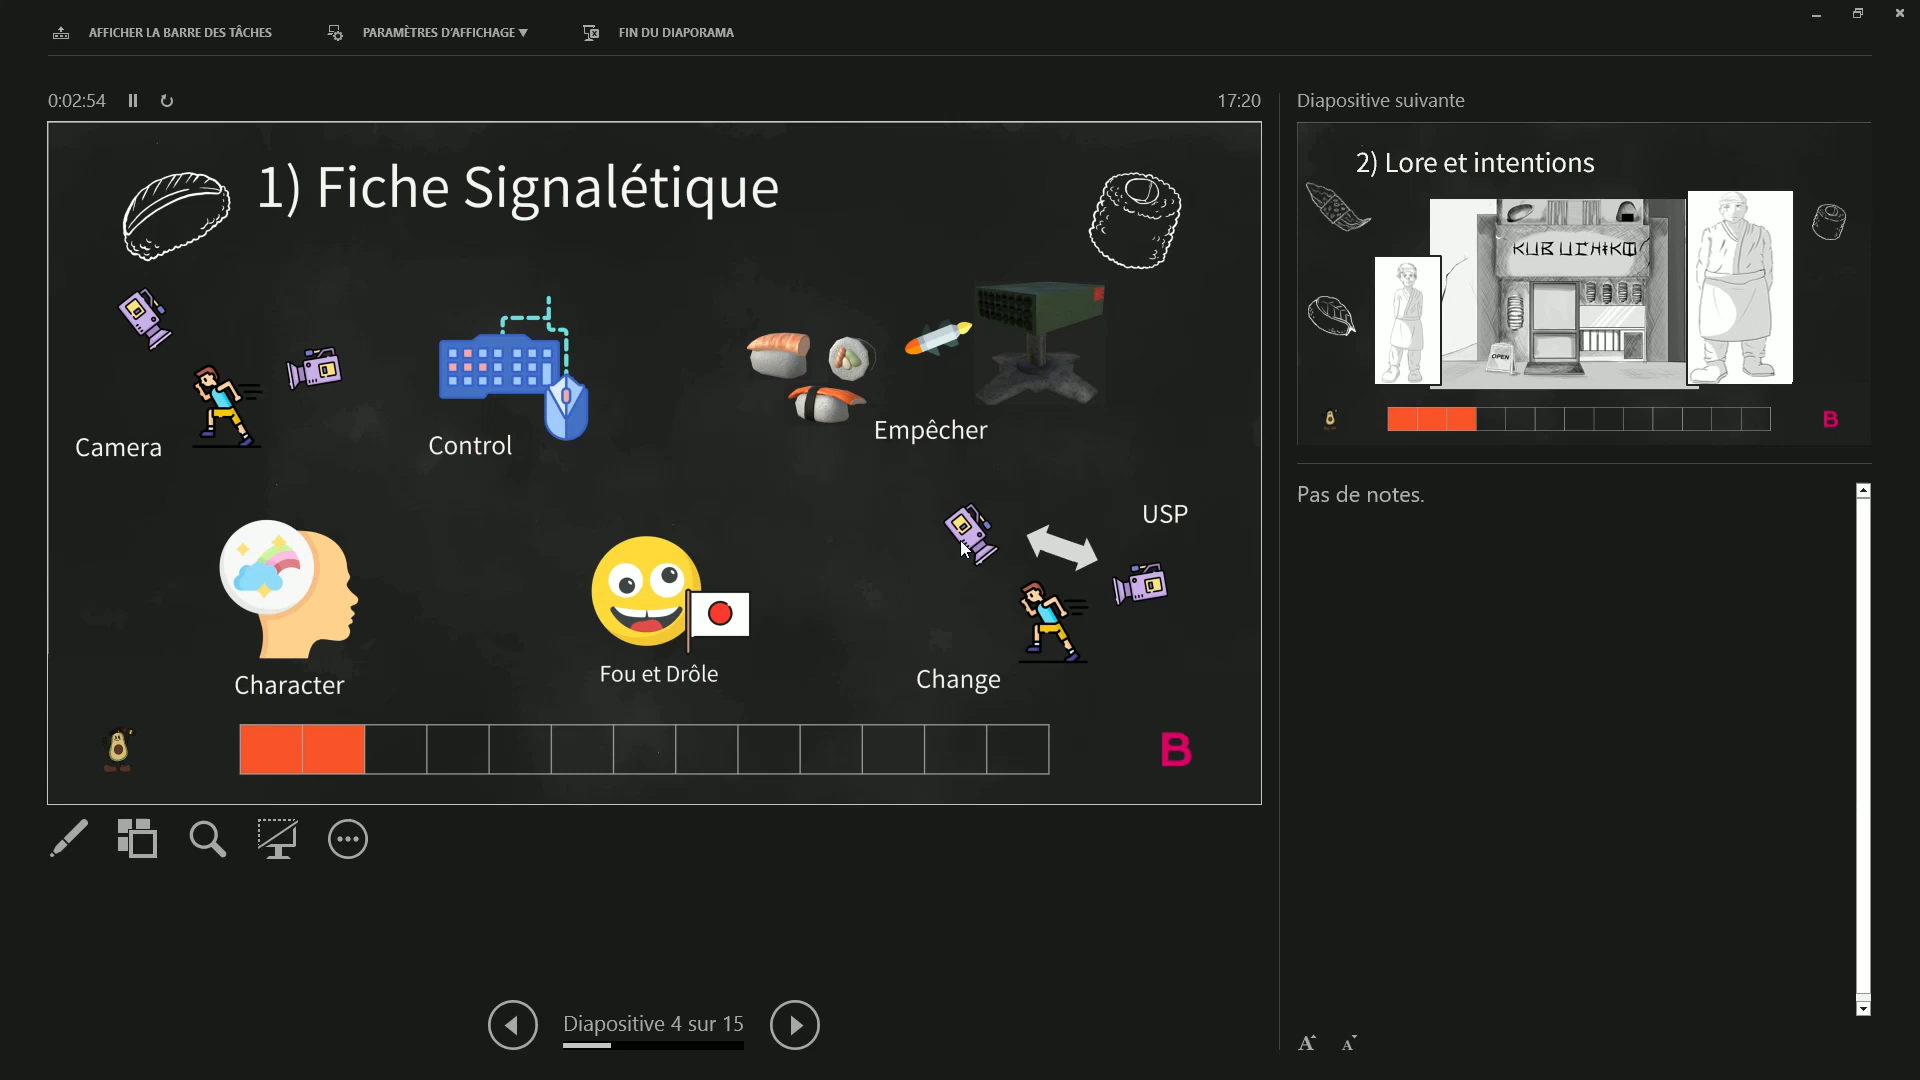 AFFICHER LA BARRE DES TÂCHES
PARAMÈTRES D'AFFICHAGE ▼
FIN DU DIAPORAMA
0:02:54
17:20
1) Fiche Signalétique
Camera
Control
Empêcher
USP
Character
Fou et Drôle
Change
B
Diapositive 4 sur 15
Diapositive suivante
2) Lore et intentions
KUBUCHIKO
OPEN
B
Pas de notes.
A
A